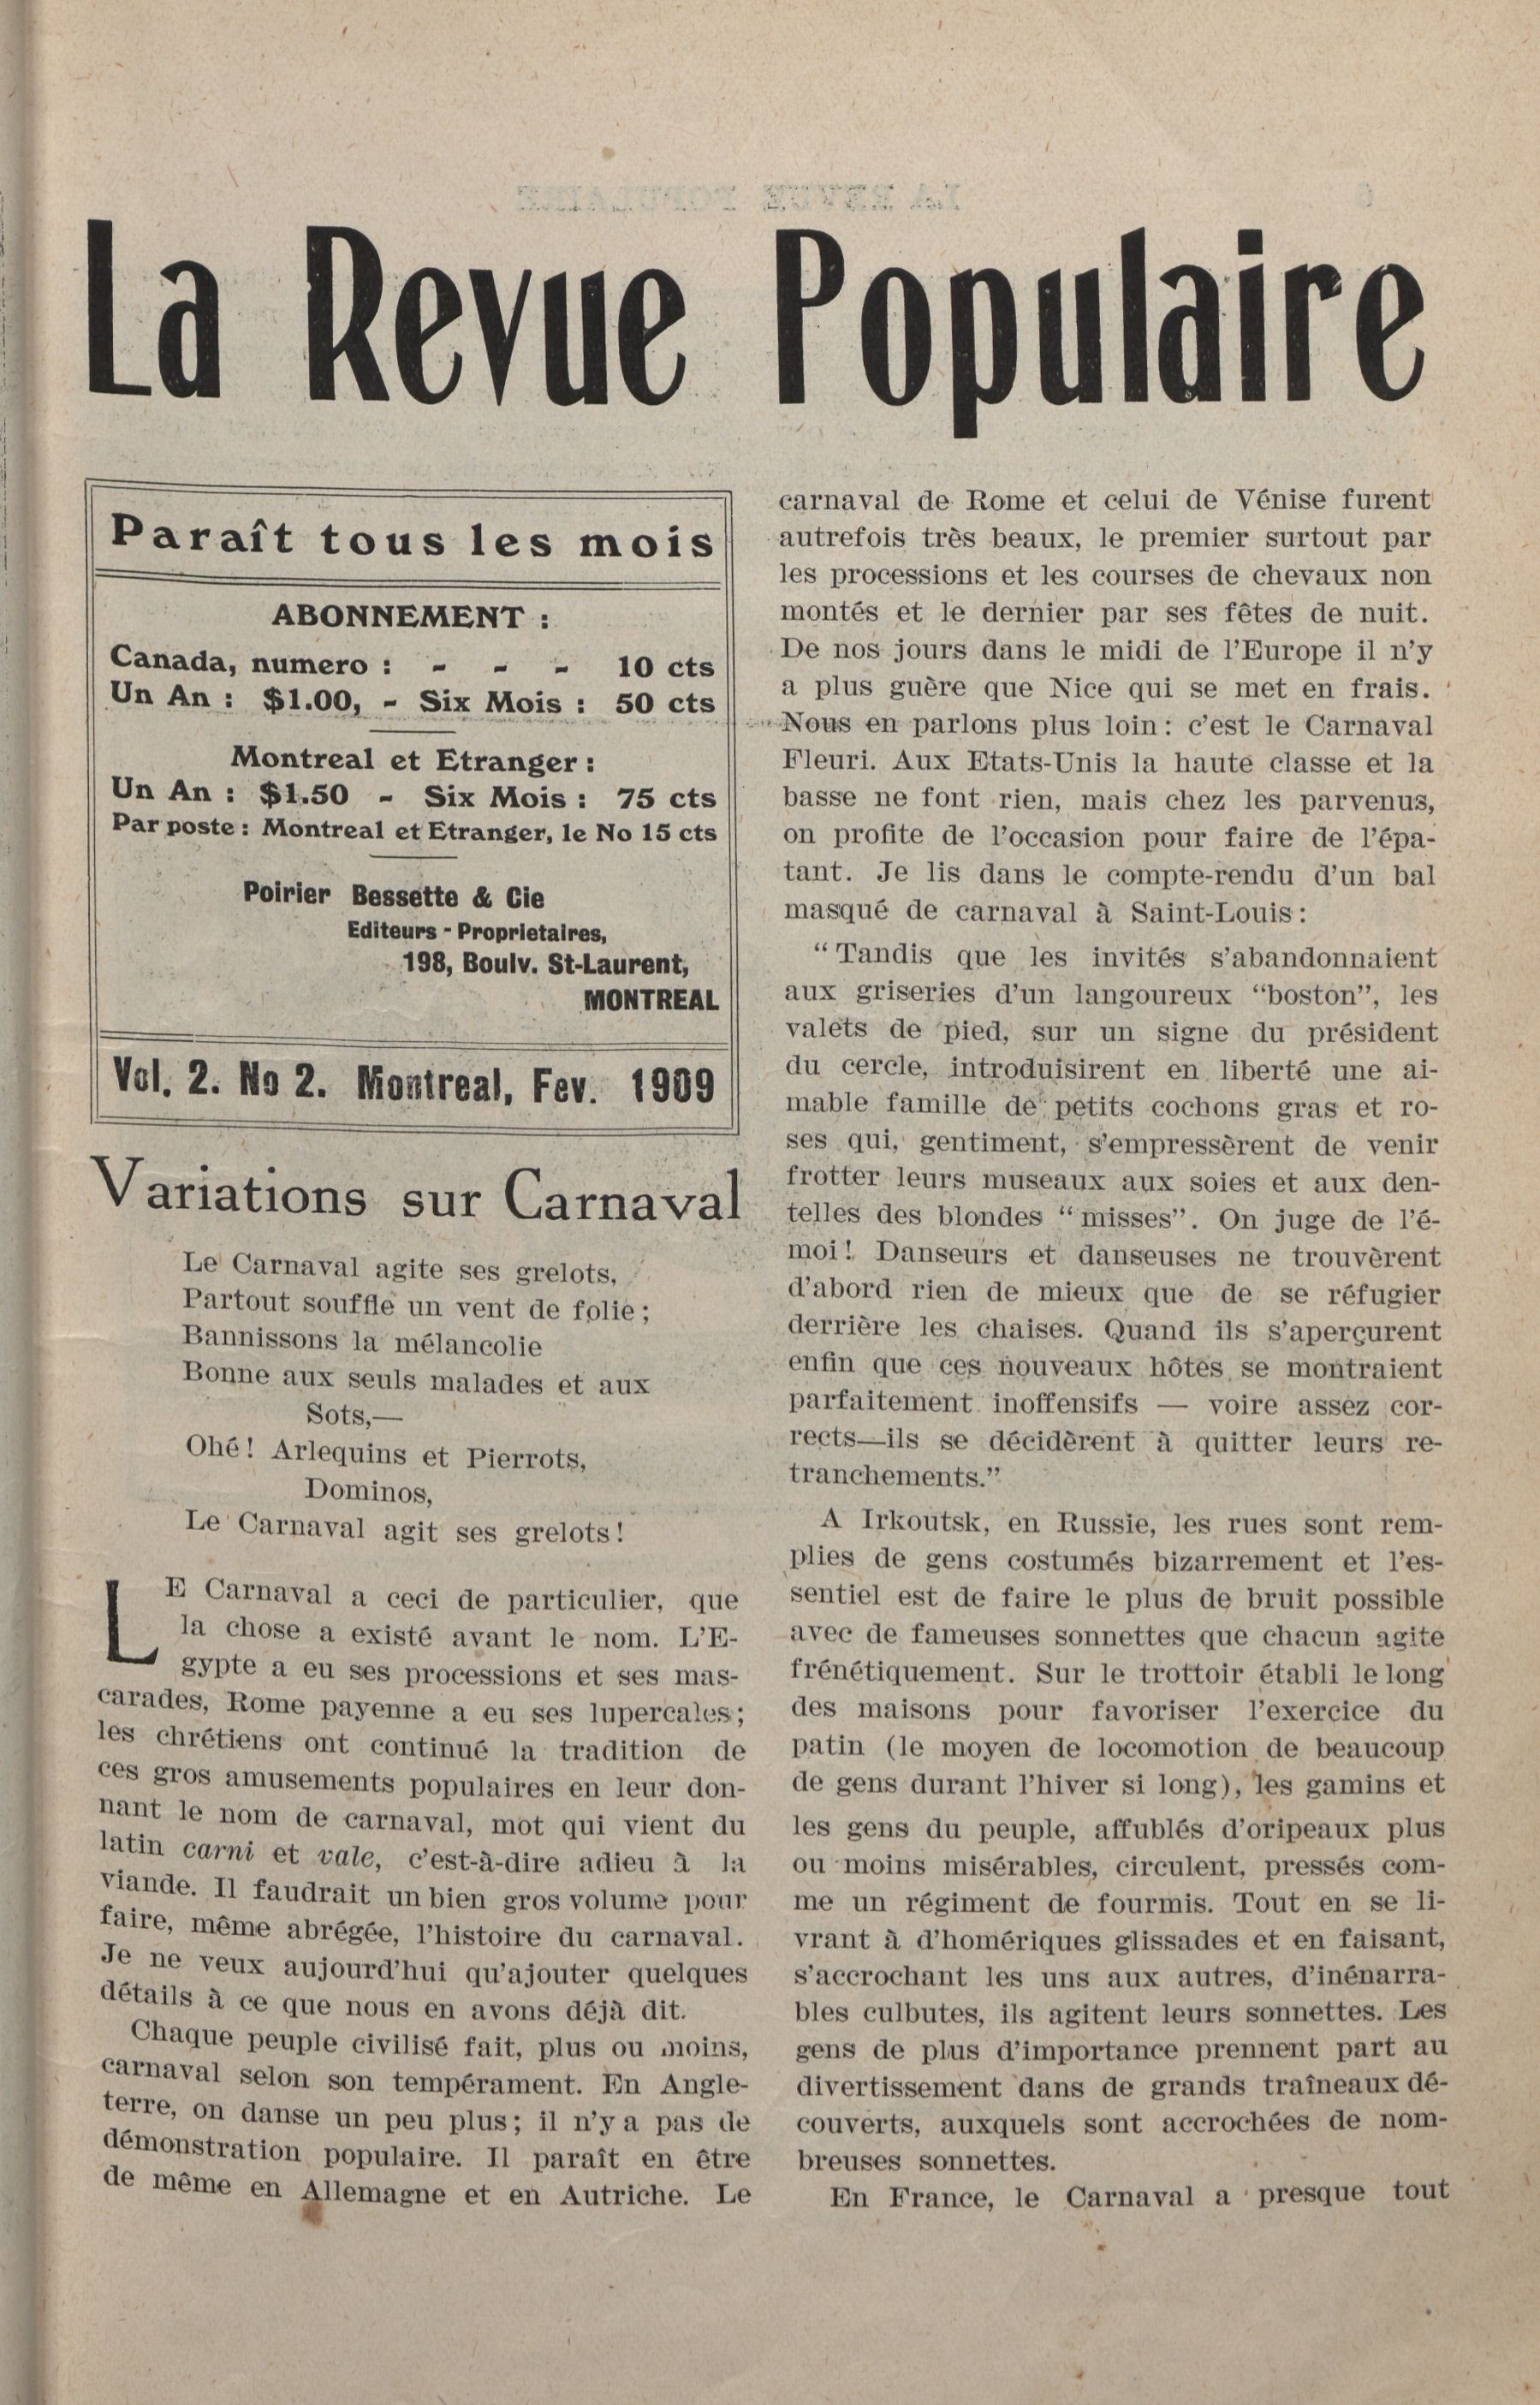 La Revue Populaire
Paraît tous les mois
ABONNEMENT :
Canada, numero : - - - 10 cts
Un An : $1.00, - Six Mois : 50 cts
Montreal et Etranger :
Un An : $1.50 - Six Mois : 75 cts
Par poste : Montreal et Etranger, le No 15 cts
Poirier Bessette & Cie
Editeurs - Proprietaires,
198, Boulv. St-Laurent,
MONTREAL
Vol. 2. No 2. Montreal, Fev. 1909
Variations sur Carnaval
Le Carnaval agite ses grelots,
Partout souffle un vent de folie ;
Bannissons la mélancolie
Bonne aux seuls malades et aux
Sots,—
Ohé ! Arlequins et Pierrots,
Dominos,
Le Carnaval agit ses grelots !
LE Carnaval a ceci de particulier, que
la chose a existé avant le nom. L'E-
gypte a eu ses processions et ses mas-
carades, Rome payenne a eu ses lupercales ;
les chrétiens ont continué la tradition de
ces gros amusements populaires en leur don-
nant le nom de carnaval, mot qui vient du
latin carni et vale, c'est-à-dire adieu à la
viande. Il faudrait un bien gros volume pour
faire, même abrégée, l'histoire du carnaval.
Je ne veux aujourd'hui qu'ajouter quelques
détails à ce que nous en avons déjà dit.
Chaque peuple civilisé fait, plus ou moins,
carnaval selon son tempérament. En Angle-
terre, on danse un peu plus ; il n'y a pas de
démonstration populaire. Il paraît en être
de même en Allemagne et en Autriche. Le
carnaval de Rome et celui de Vénise furent
autrefois très beaux, le premier surtout par
les processions et les courses de chevaux non
montés et le dernier par ses fêtes de nuit.
De nos jours dans le midi de l'Europe il n'y
a plus guère que Nice qui se met en frais.
Nous en parlons plus loin : c'est le Carnaval
Fleuri. Aux Etats-Unis la haute classe et la
basse ne font rien, mais chez les parvenus,
on profite de l'occasion pour faire de l'épa-
tant. Je lis dans le compte-rendu d'un bal
masqué de carnaval à Saint-Louis :
"Tandis que les invités s'abandonnaient
aux griseries d'un langoureux "boston", les
valets de pied, sur un signe du président
du cercle, introduisirent en liberté une ai-
mable famille de petits cochons gras et ro-
ses qui, gentiment, s'empressèrent de venir
frotter leurs museaux aux soies et aux den-
telles des blondes "misses". On juge de l'é-
moi ! Danseurs et danseuses ne trouvèrent
d'abord rien de mieux que de se réfugier
derrière les chaises. Quand ils s'aperçurent
enfin que ces nouveaux hôtes se montraient
parfaitement inoffensifs — voire assez cor-
rects—ils se décidèrent à quitter leurs re-
tranchements."
A Irkoutsk, en Russie, les rues sont rem-
plies de gens costumés bizarrement et l'es-
sentiel est de faire le plus de bruit possible
avec de fameuses sonnettes que chacun agite
frénétiquement. Sur le trottoir établi le long
des maisons pour favoriser l'exercice du
patin (le moyen de locomotion de beaucoup
de gens durant l'hiver si long), les gamins et
les gens du peuple, affublés d'oripeaux plus
ou moins misérables, circulent, pressés com-
me un régiment de fourmis. Tout en se li-
vrant à d'homériques glissades et en faisant,
s'accrochant les uns aux autres, d'inénarra-
bles culbutes, ils agitent leurs sonnettes. Les
gens de plus d'importance prennent part au
divertissement dans de grands traîneaux dé-
couverts, auxquels sont accrochées de nom-
breuses sonnettes.
En France, le Carnaval a presque tout